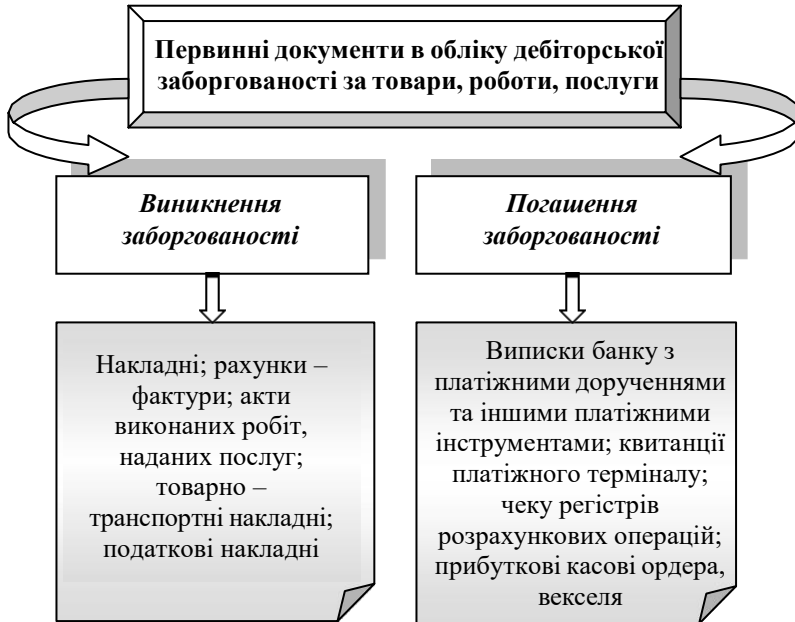 Первинні документи в обліку дебіторської
заборгованості за товари, роботи, послуги
Виникнення
заборгованості
Погашення
заборгованості
Накладні; рахунки –
фактури; акти
виконаних робіт,
наданих послуг;
товарно –
транспортні накладні;
податкові накладні
Виписки банку з
платіжними дорученнями
та іншими платіжними
інструментами; квитанції
платіжного терміналу;
чеку регістрів
розрахункових операцій;
прибуткові касові ордера,
векселя